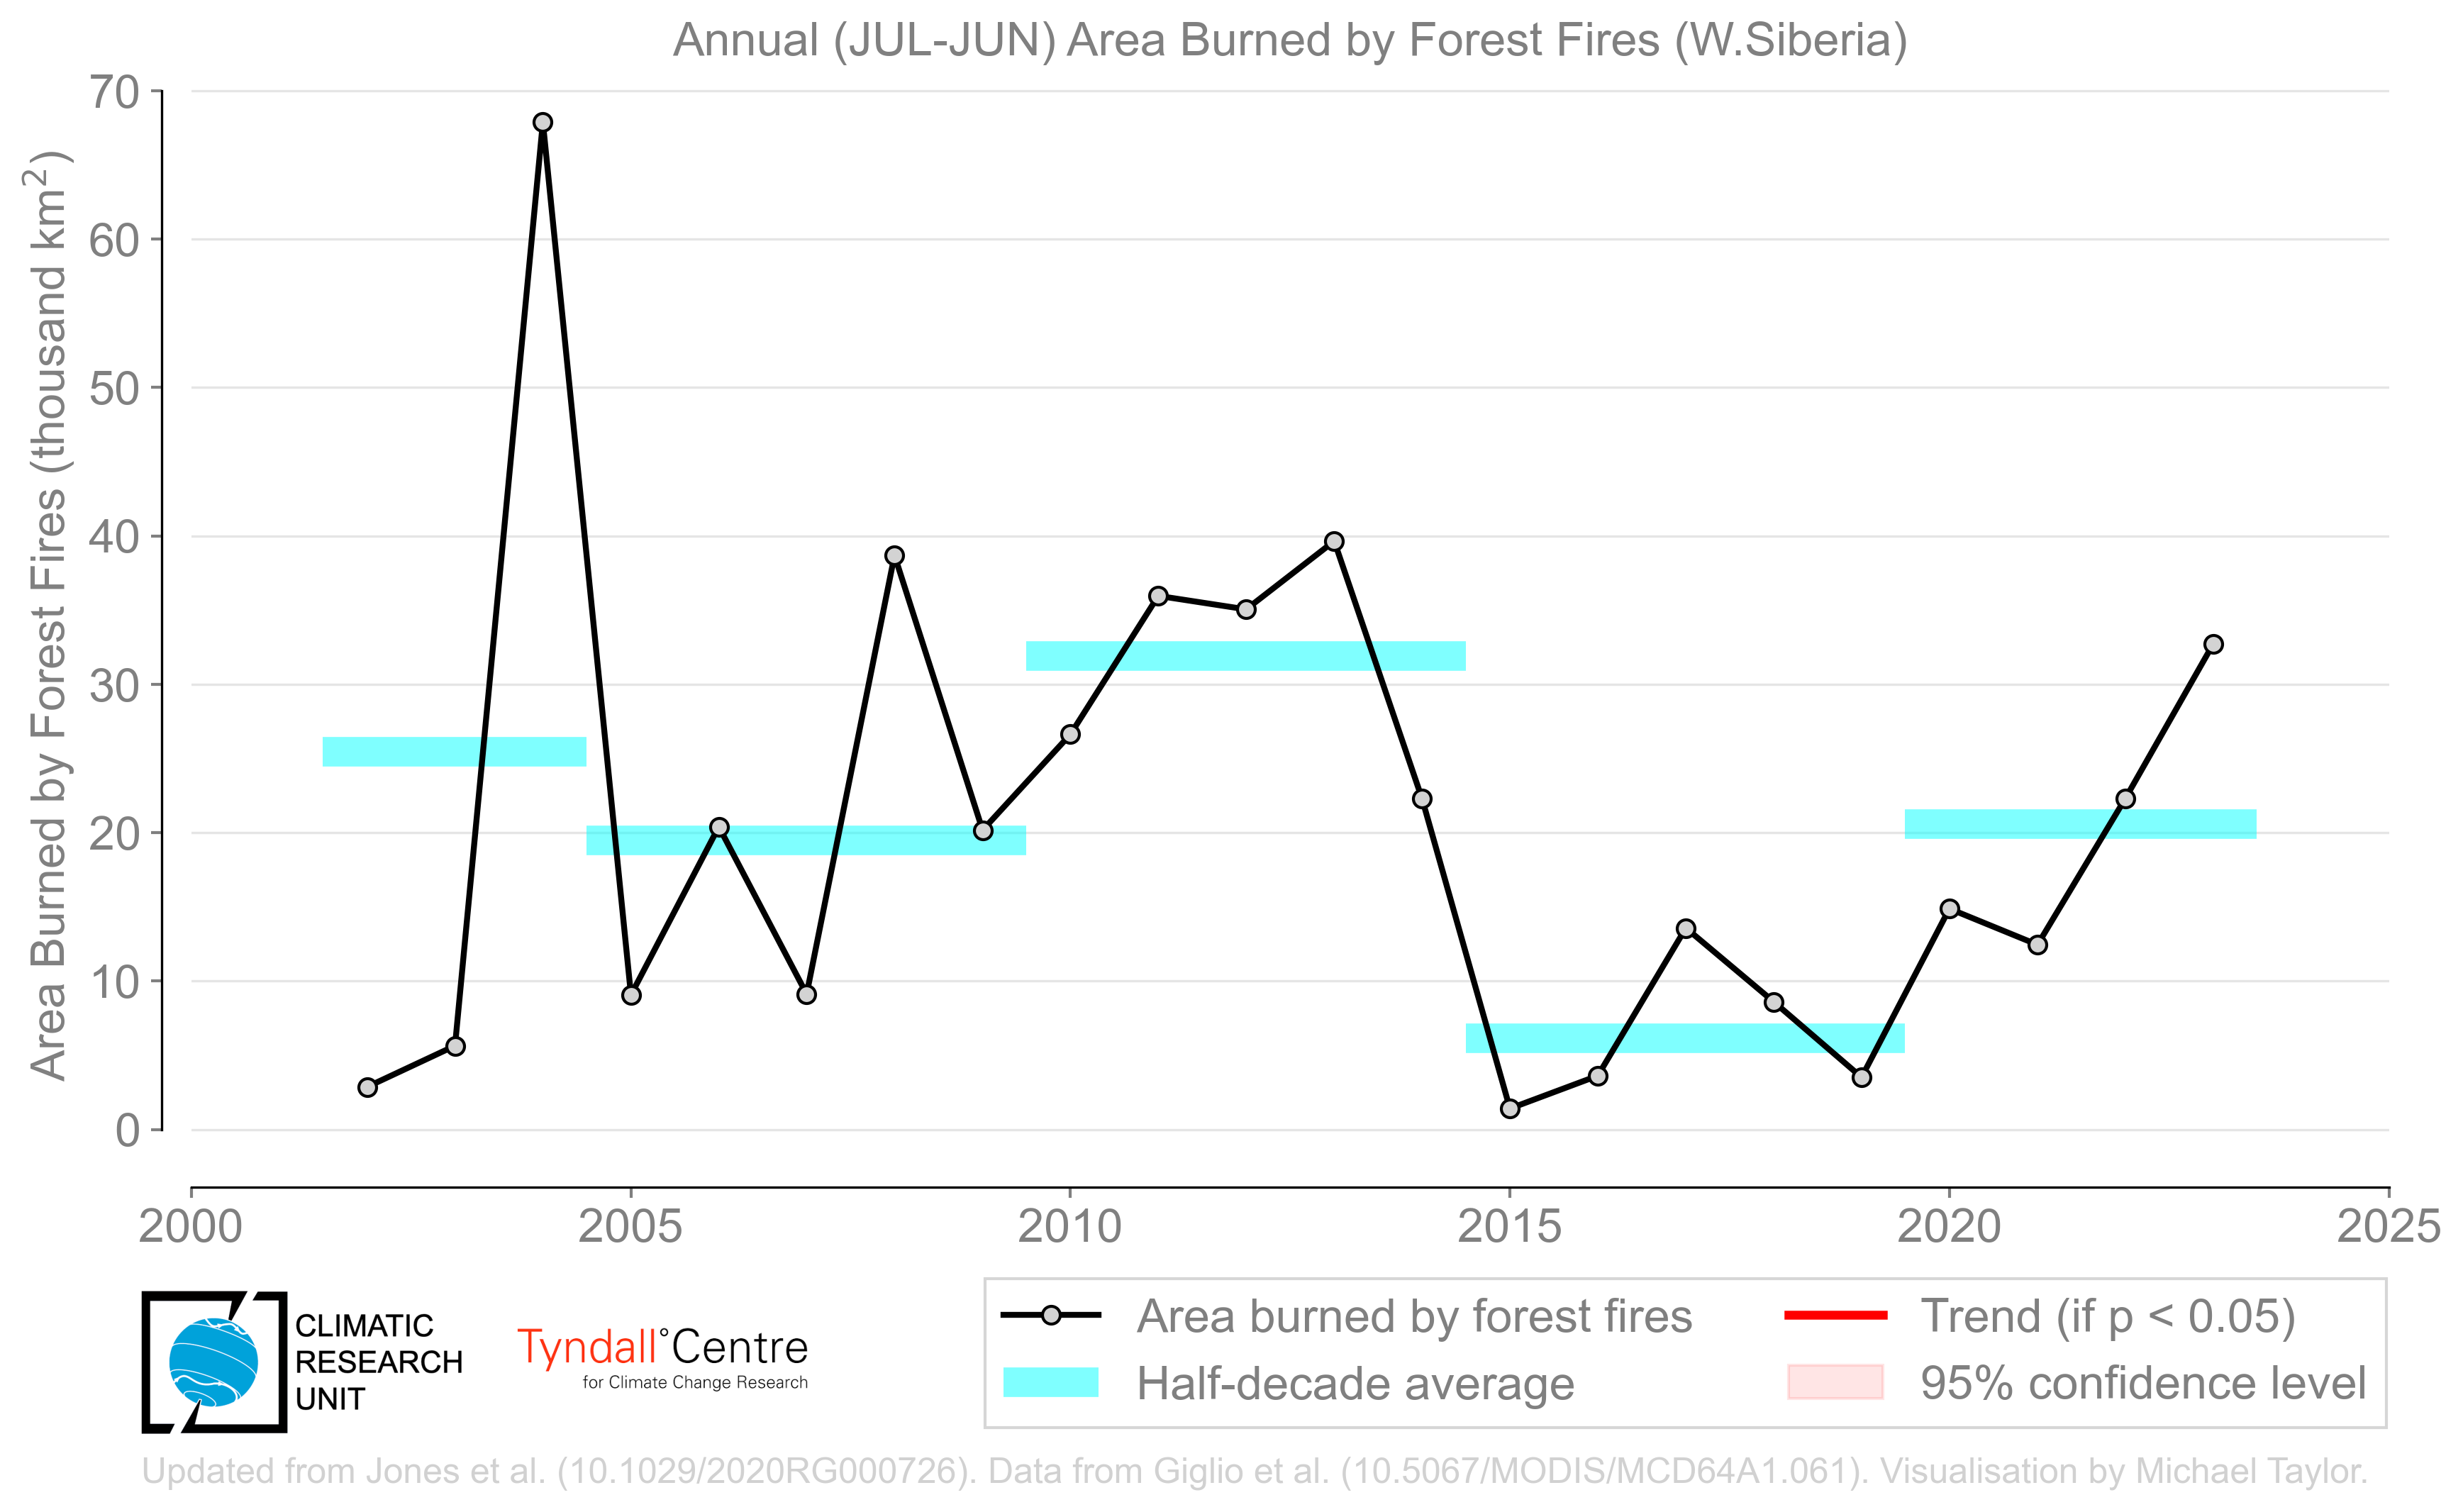 Annual (JUL-JUN) Area Burned by Forest Fires (W.Siberia)
Area Burned by Forest Fires (thousand km²)
70
60
50
40
30
20
10
0
2000 2005 2010 2015 2020 2025
CLIMATIC
RESEARCH
UNIT
Tyndall°Centre
for Climate Change Research
Area burned by forest fires
Half-decade average
Trend (if p < 0.05)
95% confidence level
Updated from Jones et al. (10.1029/2020RG000726). Data from Giglio et al. (10.5067/MODIS/MCD64A1.061). Visualisation by Michael Taylor.